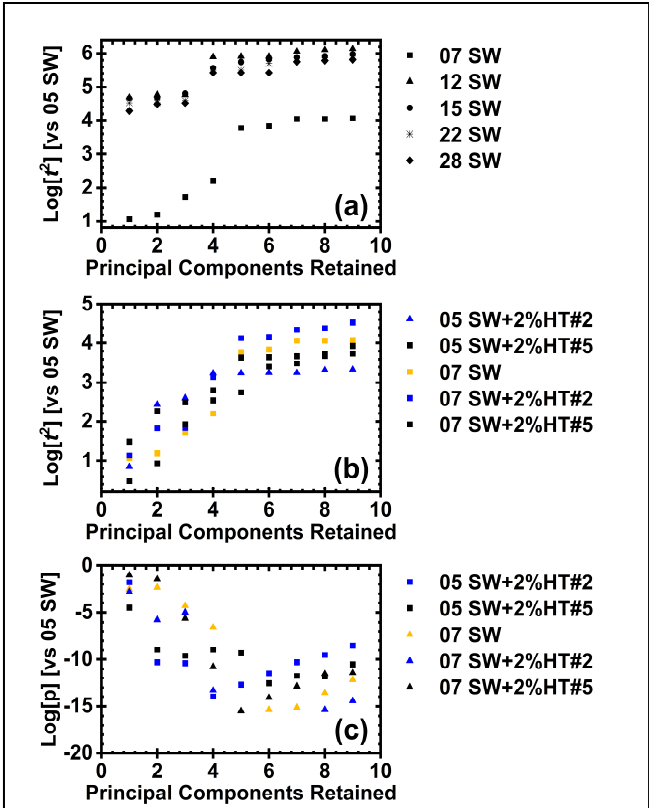 6
5
4
3
2
1
Log[t²] [vs 05 SW]
(a)
0 2 4 6 8 10
Principal Components Retained
07 SW
12 SW
15 SW
22 SW
28 SW
5
4
3
2
1
Log[t²] [vs 05 SW]
(b)
0 2 4 6 8 10
Principal Components Retained
05 SW+2%HT#2
05 SW+2%HT#5
07 SW
07 SW+2%HT#2
07 SW+2%HT#5
0
-5
-10
-15
-20
Log[p] [vs 05 SW]
(c)
0 2 4 6 8 10
Principal Components Retained
05 SW+2%HT#2
05 SW+2%HT#5
07 SW
07 SW+2%HT#2
07 SW+2%HT#5